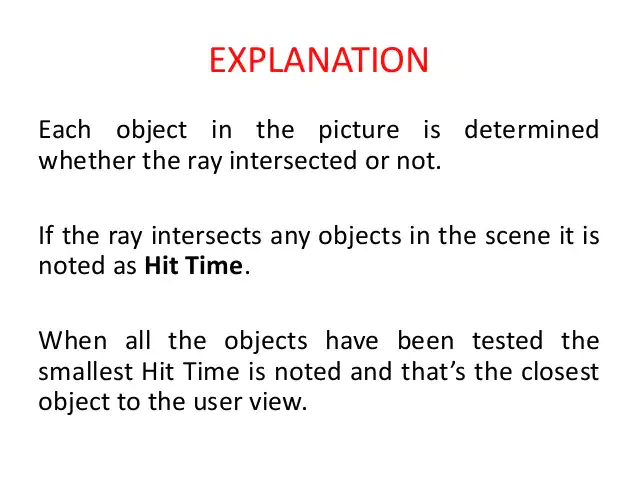 EXPLANATION
Each object in the picture is determined
whether the ray intersected or not.
If the ray intersects any objects in the scene it is
noted as Hit Time.
When all the objects have been tested the
smallest Hit Time is noted and that’s the closest
object to the user view.